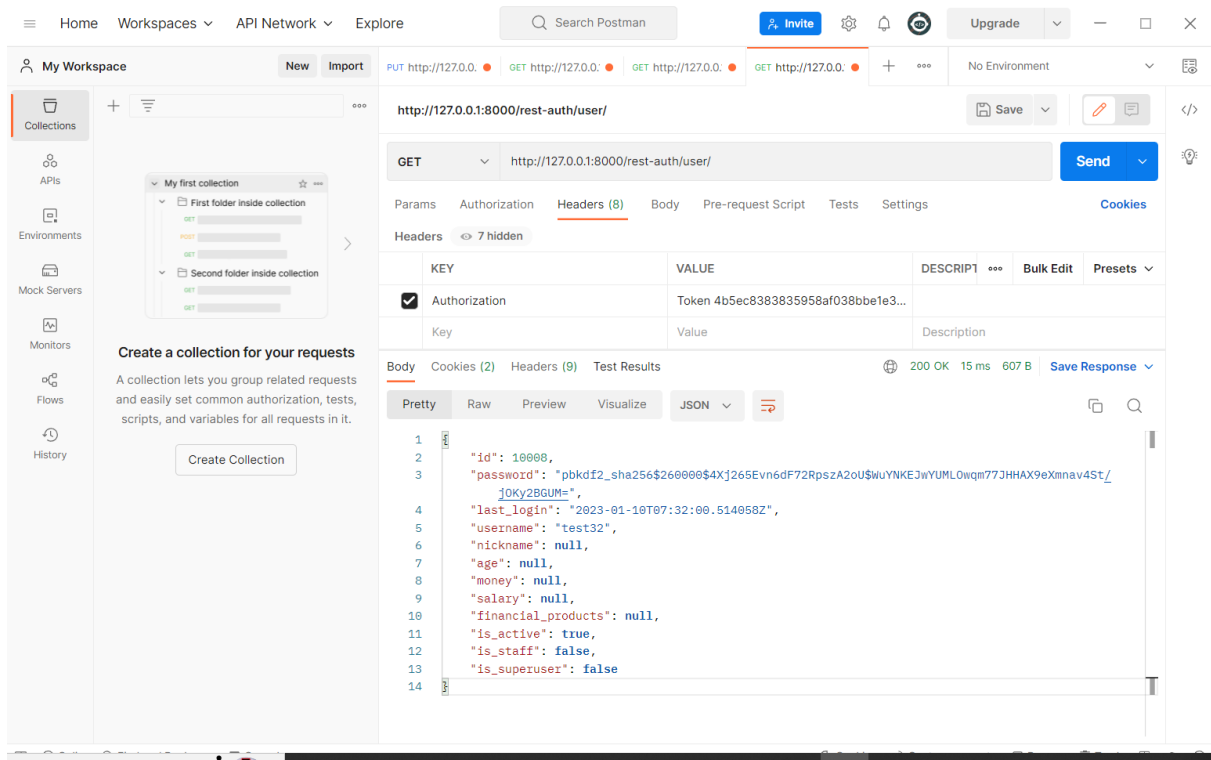 Home Workspaces API Network Explore Search Postman Invite Upgrade
My Workspace New Import PUT http://127.0.0. GET http://127.0.0.' GET http://127.0.0. GET http://127.0.0.' No Environment
Collections
APIs
Environments
Mock Servers
Monitors
Flows
History
My first collection
First folder inside collection
GET
POST
GET
Second folder inside collection
GET
GET
Create a collection for your requests
A collection lets you group related requests
and easily set common authorization, tests,
scripts, and variables for all requests in it.
Create Collection
http://127.0.0.1:8000/rest-auth/user/ Save
GET http://127.0.0.1:8000/rest-auth/user/ Send
Params Authorization Headers (8) Body Pre-request Script Tests Settings Cookies
Headers 7 hidden
KEY VALUE DESCRIPT Bulk Edit Presets
Authorization Token 4b5ec8383835958af038bbe1e3...
Key Value Description
Body Cookies (2) Headers (9) Test Results 200 OK 15 ms 607 B Save Response
Pretty Raw Preview Visualize JSON
1 {
2 "id": 10008,
3 "password": "pbkdf2_sha256$260000$4Xj265Evn6dF72RpszA2oU$WuYNKEJwYUMLOwqm77JHHAX9eXmnav4St/
jOKy2BGUM=",
4 "last_login": "2023-01-10T07:32:00.514058Z",
5 "username": "test32",
6 "nickname": null,
7 "age": null,
8 "money": null,
9 "salary": null,
10 "financial_products": null,
11 "is_active": true,
12 "is_staff": false,
13 "is_superuser": false
14 }